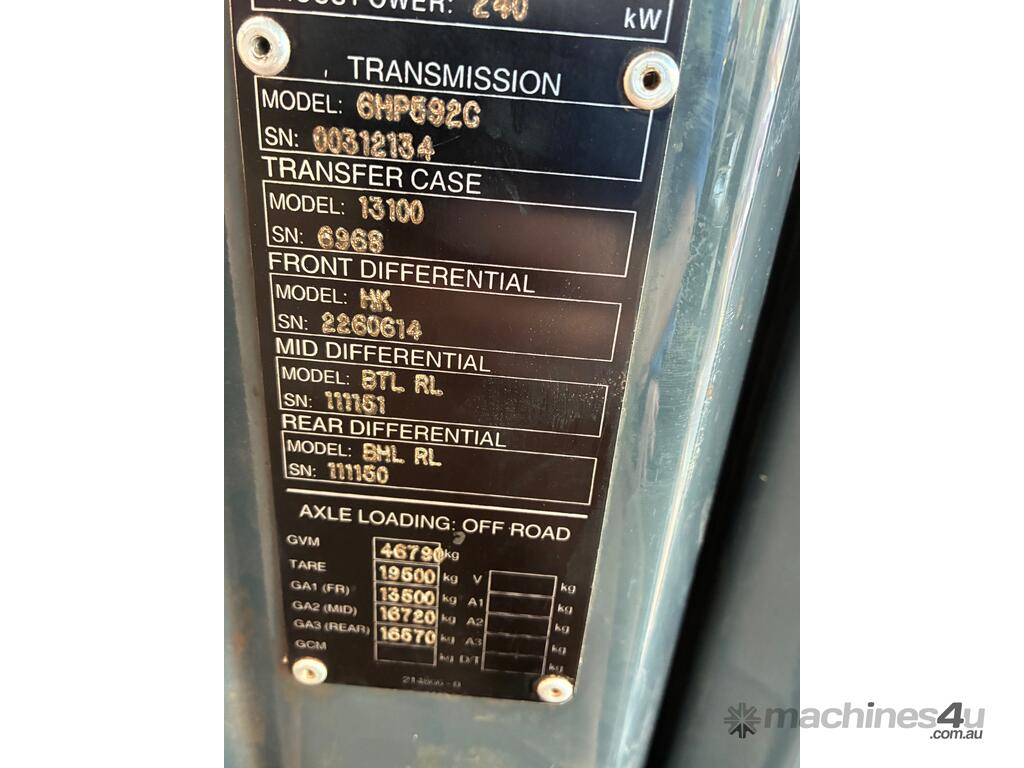 POWER: 240 kW
TRANSMISSION
MODEL: 6HP592C
SN: 00312134
TRANSFER CASE
MODEL: 13100
SN: 6968
FRONT DIFFERENTIAL
MODEL: HK
SN: 2260614
MID DIFFERENTIAL
MODEL: BTL RL
SN: 111151
REAR DIFFERENTIAL
MODEL: BHL RL
SN: 111150
AXLE LOADING: OFF ROAD
GVM 46790 kg
TARE 19500 kg V kg
GA1 (FR) 13500 kg A1 kg
GA2 (MID) 16720 kg A2 kg
GA3 (REAR) 16570 kg A3 kg
GCM kg D/T kg
machines4u
.com.au